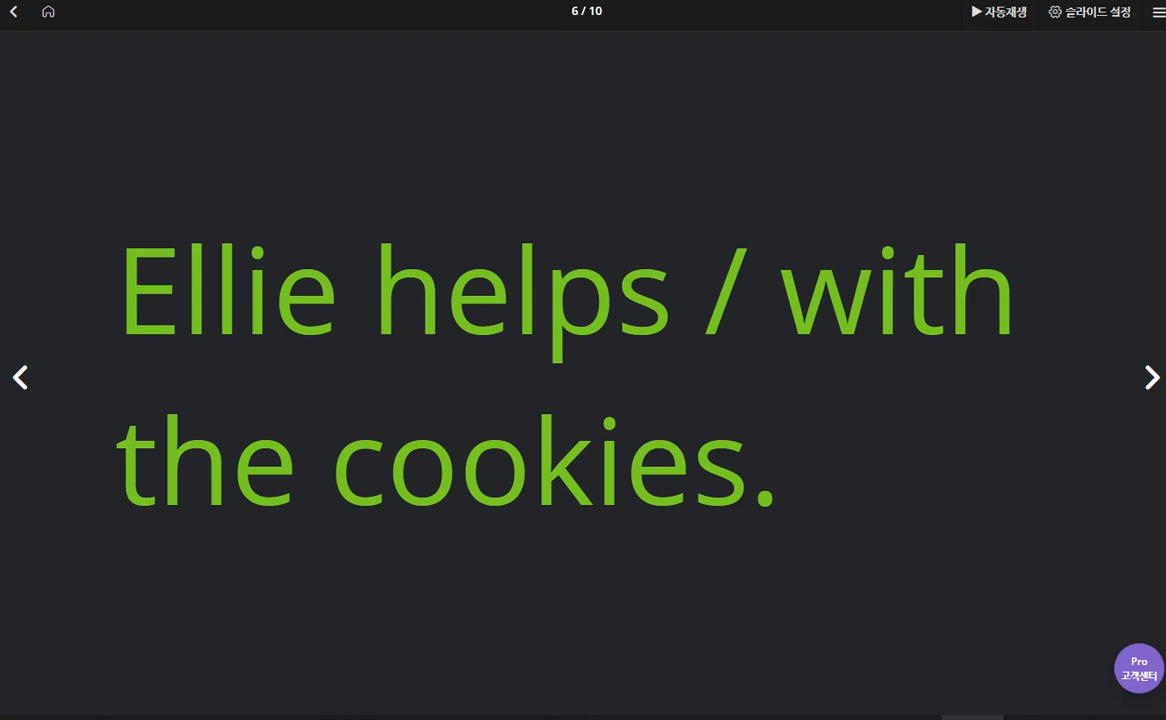 6 / 10
▶ 자동재생
슬라이드 설정
Ellie helps / with
the cookies.
Pro
고객센터